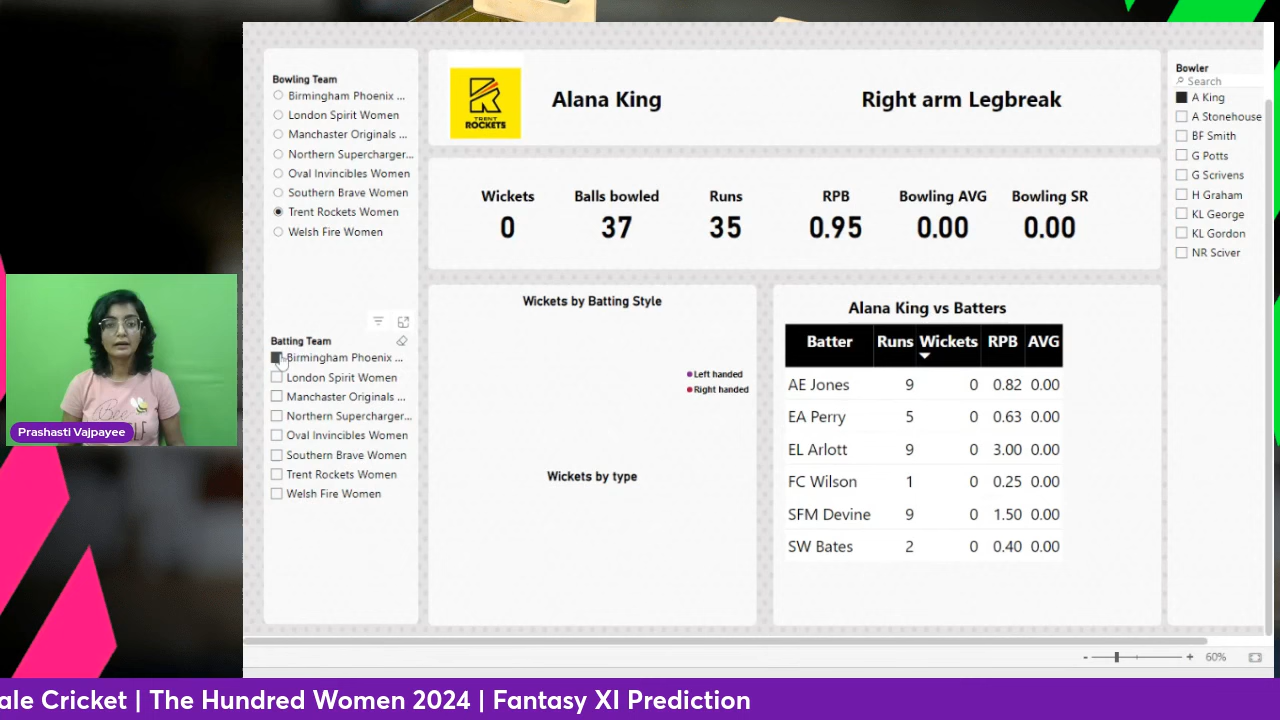 Bowling Team
Birmingham Phoenix ...
London Spirit Women
Manchaster Originals ...
Northern Supercharger...
Oval Invincibles Women
Southern Brave Women
Trent Rockets Women
Welsh Fire Women
TRENT
ROCKETS
Alana King
Right arm Legbreak
Bowler
Search
A King
A Stonehouse
BF Smith
G Potts
G Scrivens
H Graham
KL George
KL Gordon
NR Sciver
Wickets Balls bowled Runs RPB Bowling AVG Bowling SR
0 37 35 0.95 0.00 0.00
Batting Team
Birmingham Phoenix ...
London Spirit Women
Manchaster Originals ...
Northern Supercharger...
Oval Invincibles Women
Southern Brave Women
Trent Rockets Women
Welsh Fire Women
Wickets by Batting Style
Left handed
Right handed
Wickets by type
Alana King vs Batters
Batter Runs Wickets RPB AVG
AE Jones 9 0 0.82 0.00
EA Perry 5 0 0.63 0.00
EL Arlott 9 0 3.00 0.00
FC Wilson 1 0 0.25 0.00
SFM Devine 9 0 1.50 0.00
SW Bates 2 0 0.40 0.00
Prashasti Vajpayee
- + 60%
ale Cricket | The Hundred Women 2024 | Fantasy XI Prediction